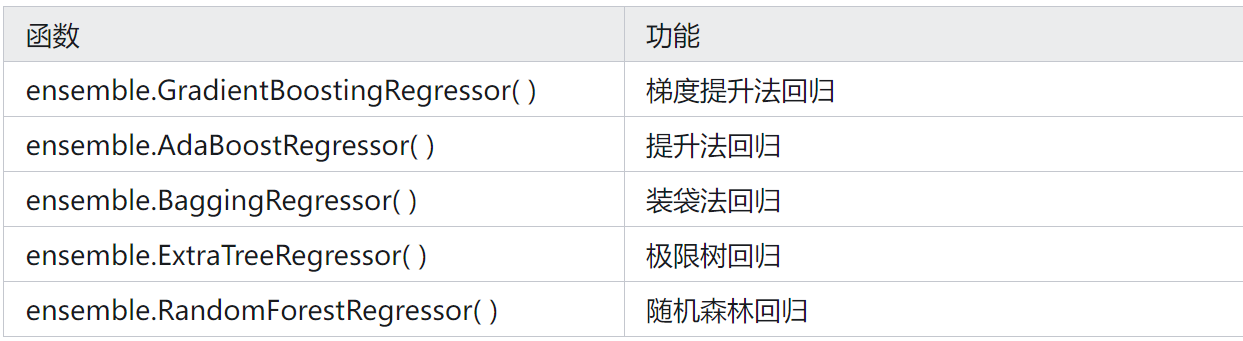 函数 功能
ensemble.GradientBoostingRegressor( ) 梯度提升法回归
ensemble.AdaBoostRegressor( ) 提升法回归
ensemble.BaggingRegressor( ) 装袋法回归
ensemble.ExtraTreeRegressor( ) 极限树回归
ensemble.RandomForestRegressor( ) 随机森林回归